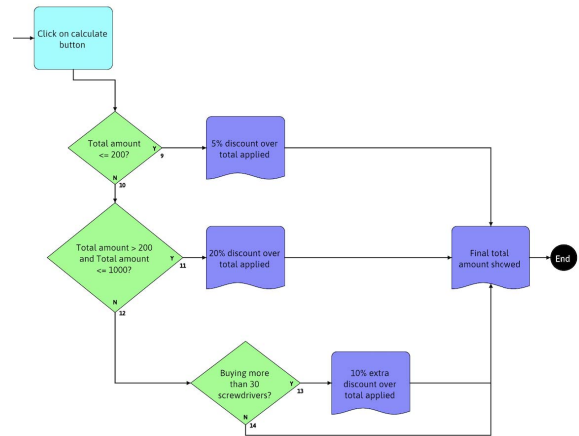 Click on calculate
button
Total amount
<= 200?
Y
9
N
10
5% discount over
total applied
Total amount > 200
and Total amount
<= 1000?
Y
11
N
12
20% discount over
total applied
Final total
amount showed
End
Buying more
than 30
screwdrivers?
Y
13
N
14
10% extra
discount over
total applied